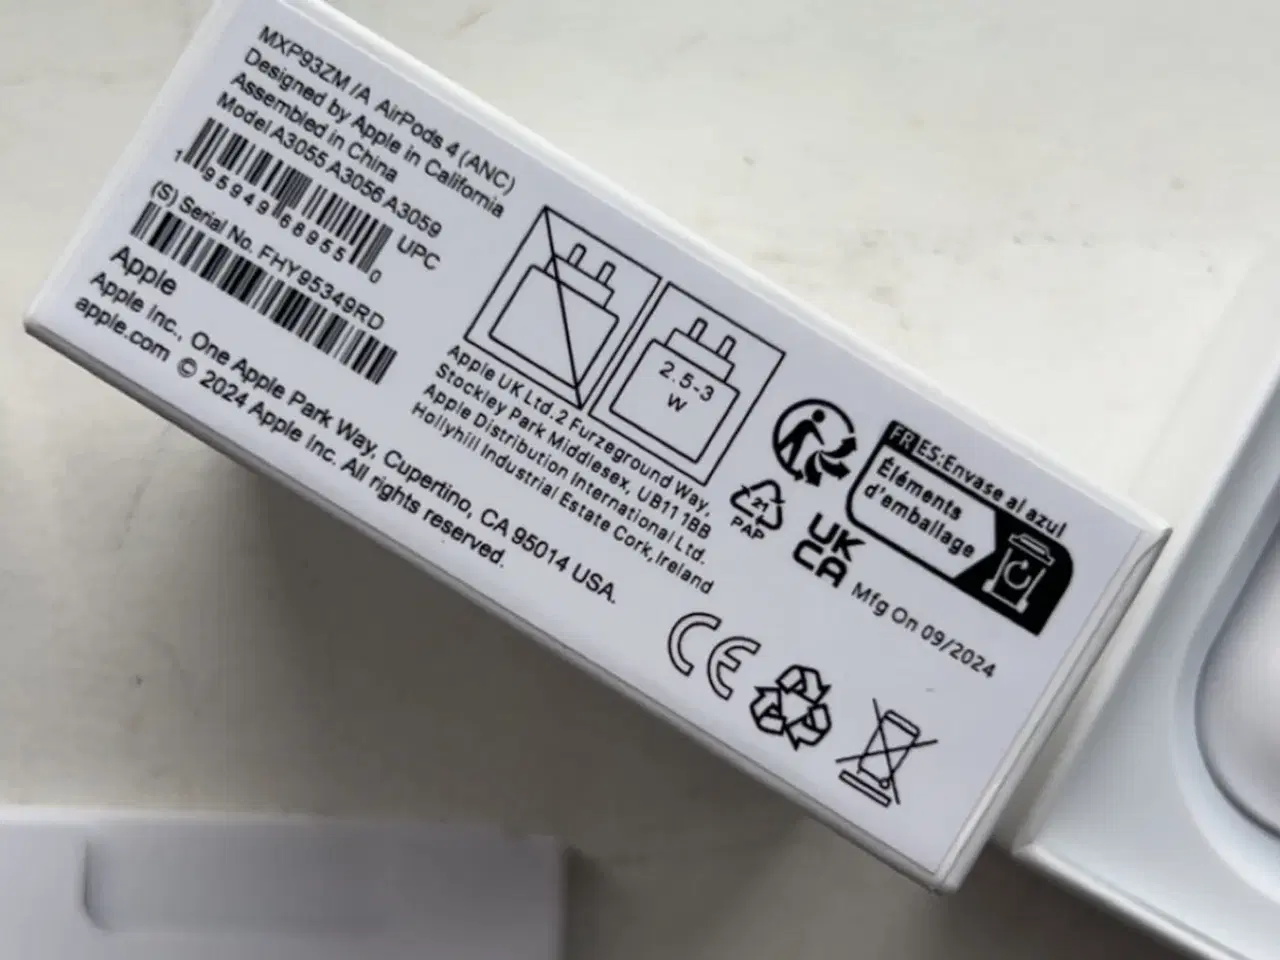 MXP93ZM /A AirPods 4 (ANC)
Designed by Apple in California
Assembled in China
Model A3055 A3056 A3059
1 95949 68955 0 UPC
(S) Serial No. FHY95349RD
Apple
Apple Inc., One Apple Park Way, Cupertino, CA 95014 USA.
apple.com © 2024 Apple Inc. All rights reserved.
2.5-3
W
Apple UK Ltd.2 Furzeground Way,
Stockley Park Middlesex, UB11 1BB
Apple Distribution International Ltd.
Hollyhill Industrial Estate Cork,Ireland
21
PAP
FR ES:Envase al azul
Éléments
d'emballage
UK
CA
Mfg On 09/2024
CE